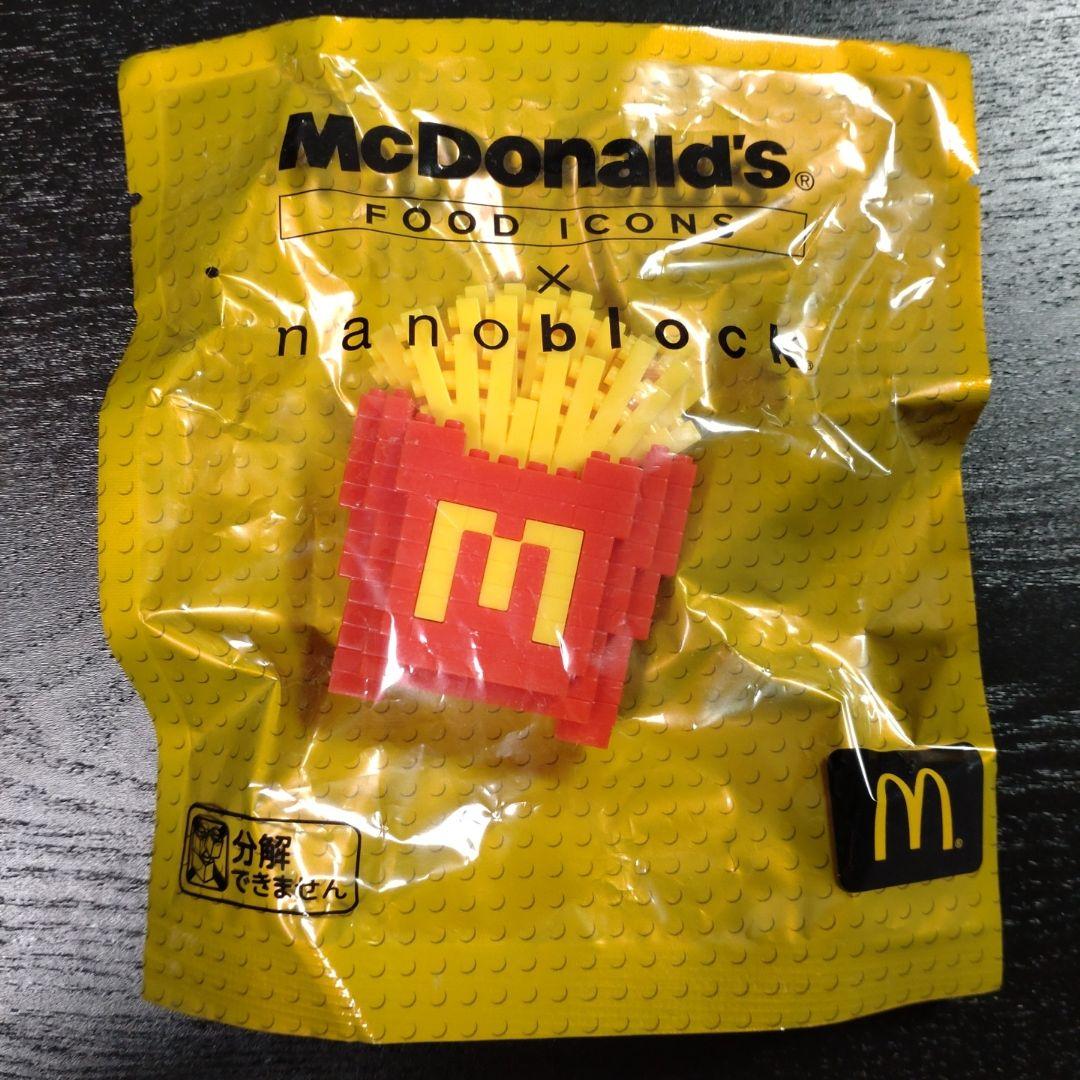 McDonald's®
FOOD ICONS
×
nanoblock®
M
分解
できません
M®